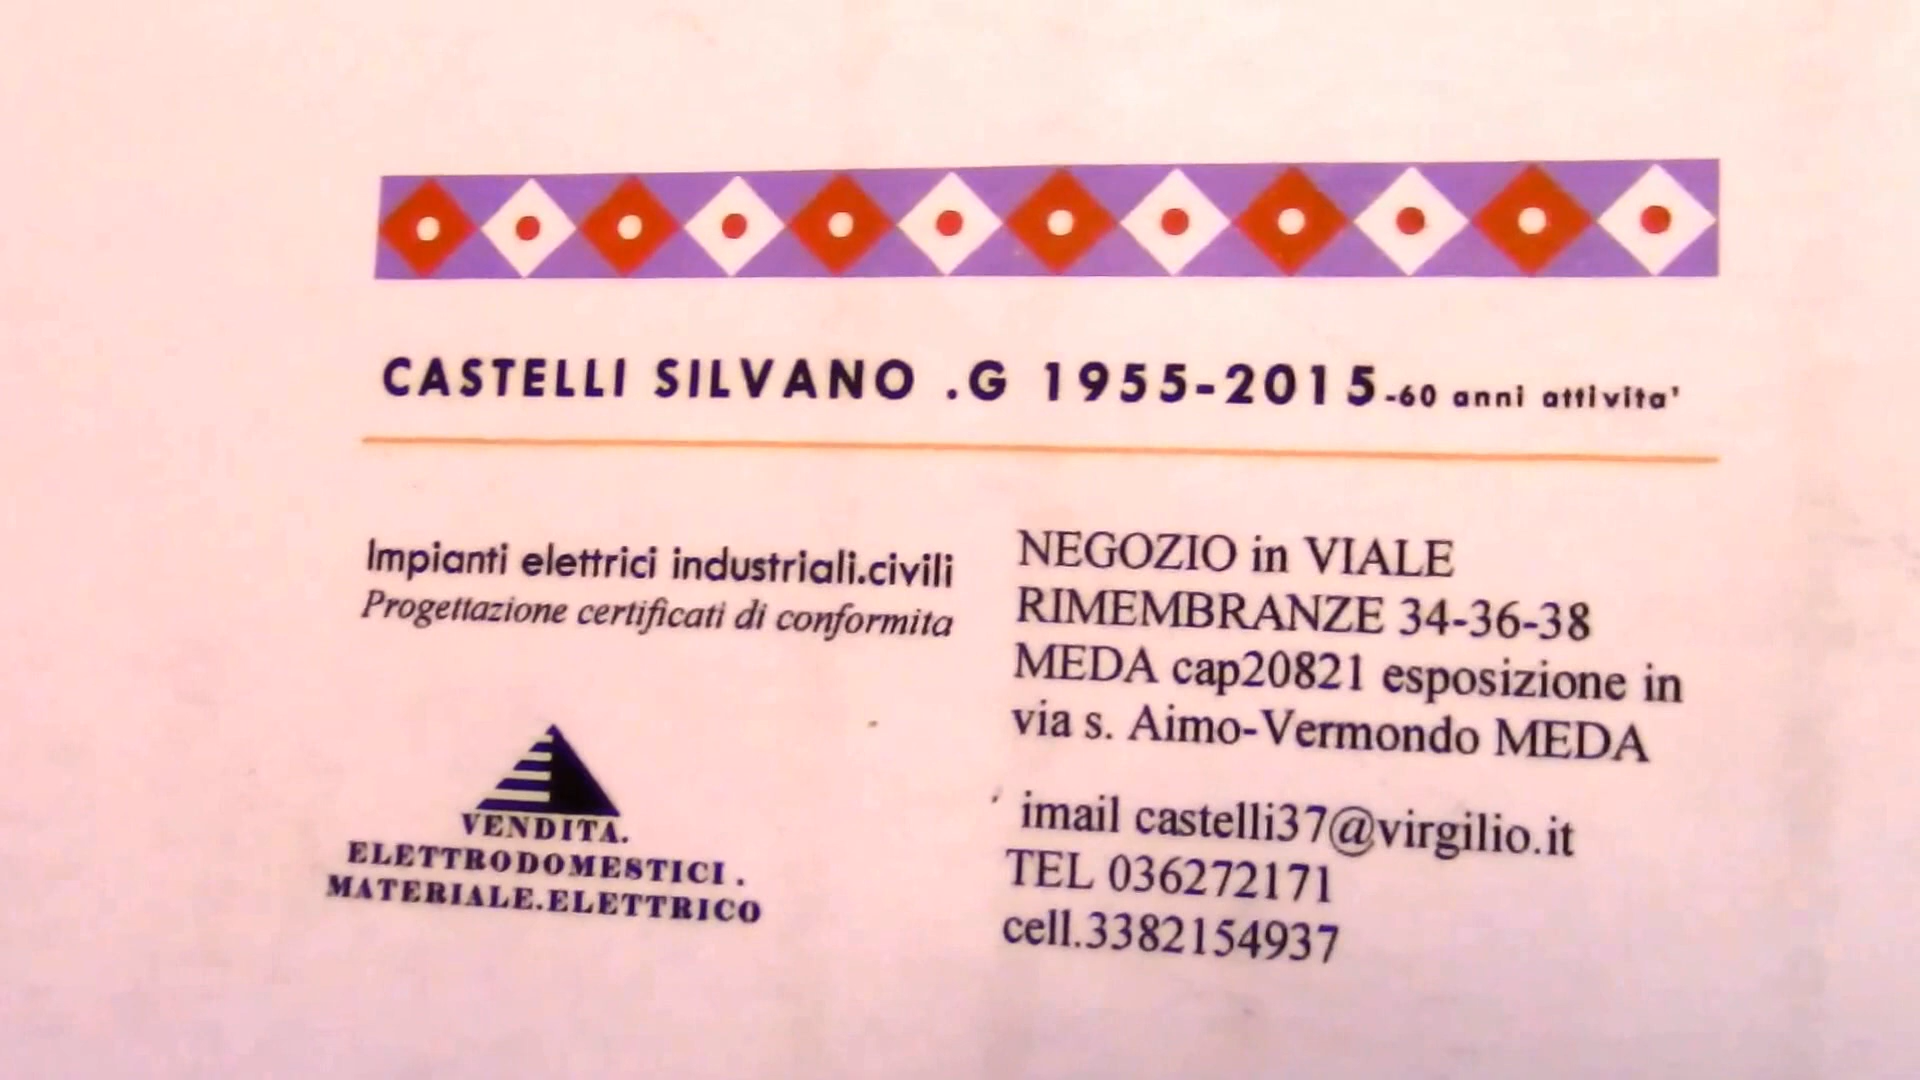 CASTELLI SILVANO .G 1955-2015-60 anni attivita'
Impianti elettrici industriali.civili
Progettazione certificati di conformita
VENDITA.
ELETTRODOMESTICI.
MATERIALE.ELETTRICO
NEGOZIO in VIALE
RIMEMBRANZE 34-36-38
MEDA cap20821 esposizione in
via s. Aimo-Vermondo MEDA
imail castelli37@virgilio.it
TEL 036272171
cell.3382154937